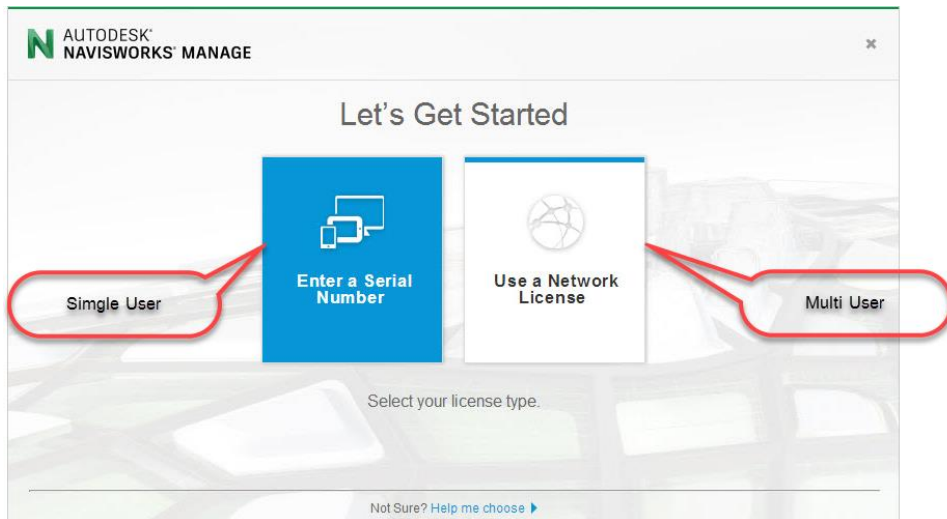 AUTODESK®
NAVISWORKS® MANAGE
×
Let's Get Started
Enter a Serial
Number
Use a Network
License
Simgle User
Multi User
Select your license type.
Not Sure? Help me choose